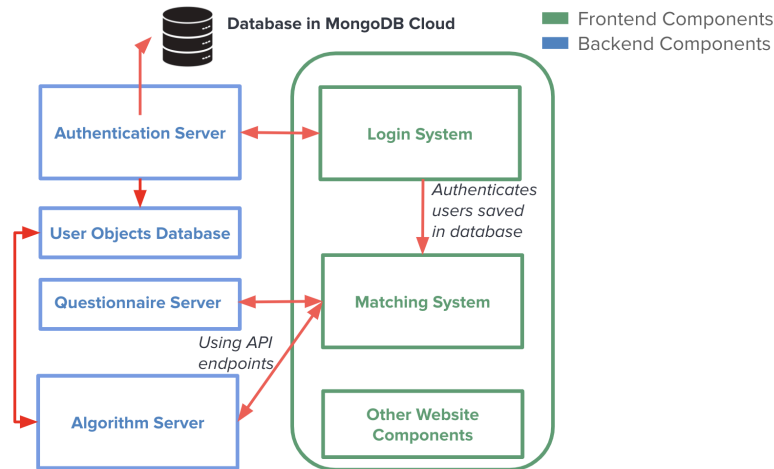 Database in MongoDB Cloud
Frontend Components
Backend Components
Authentication Server
Login System
Authenticates
users saved
in database
User Objects Database
Questionnaire Server
Matching System
Using API
endpoints
Algorithm Server
Other Website
Components